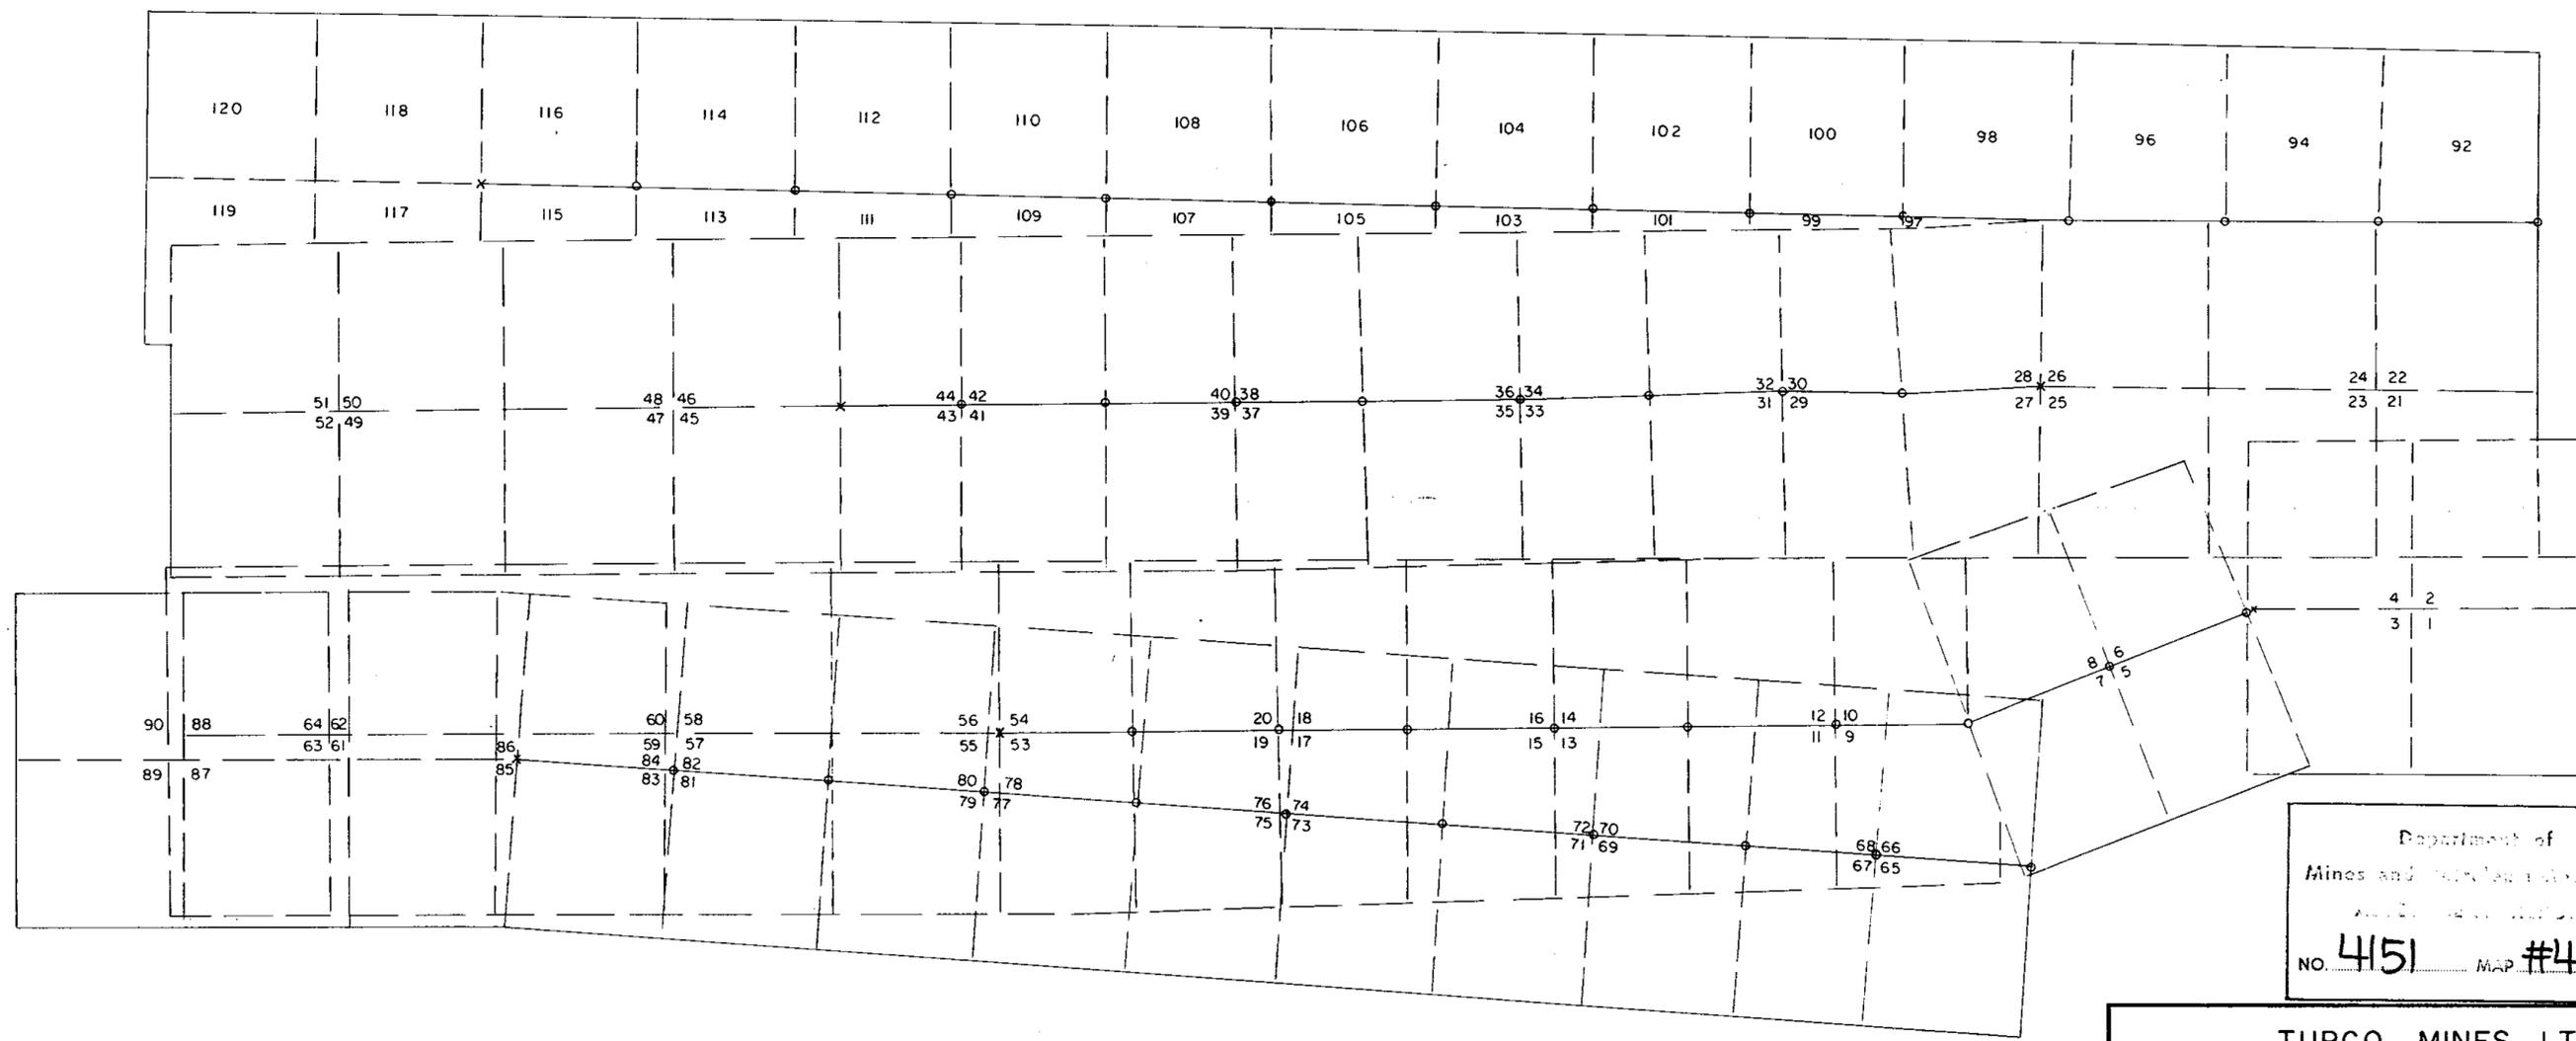 120 118 116 114 112 110 108 106 104 102 100 98 96 94 92
119 117 115 113 111 109 107 105 103 101 99 97
51 50 48 46 44 42 40 38 36 34 32 30 28 26 24 22
52 49 47 45 43 41 39 37 35 33 31 29 27 25 23 21
4 2
3 1
8 6
7 5
90 88 64 62 60 58 56 54 20 18 16 14 12 10
63 61 59 57 55 53 19 17 15 13 11 9
86 84 82 80 78 76 74 72 70 68 66
89 87 85 83 81 79 77 75 73 71 69 67 65
Department of
Mines and
NO. 4151 MAP #4
MINES